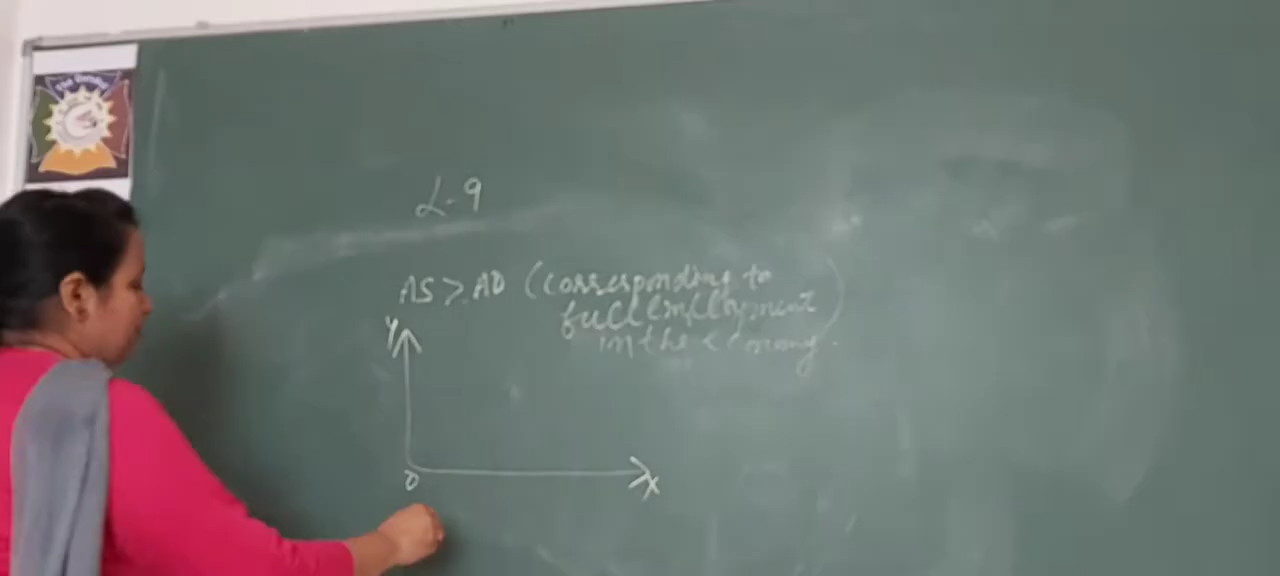 L-9
AS > AD (corresponding to
full employment)
in the economy.
Y
O
X